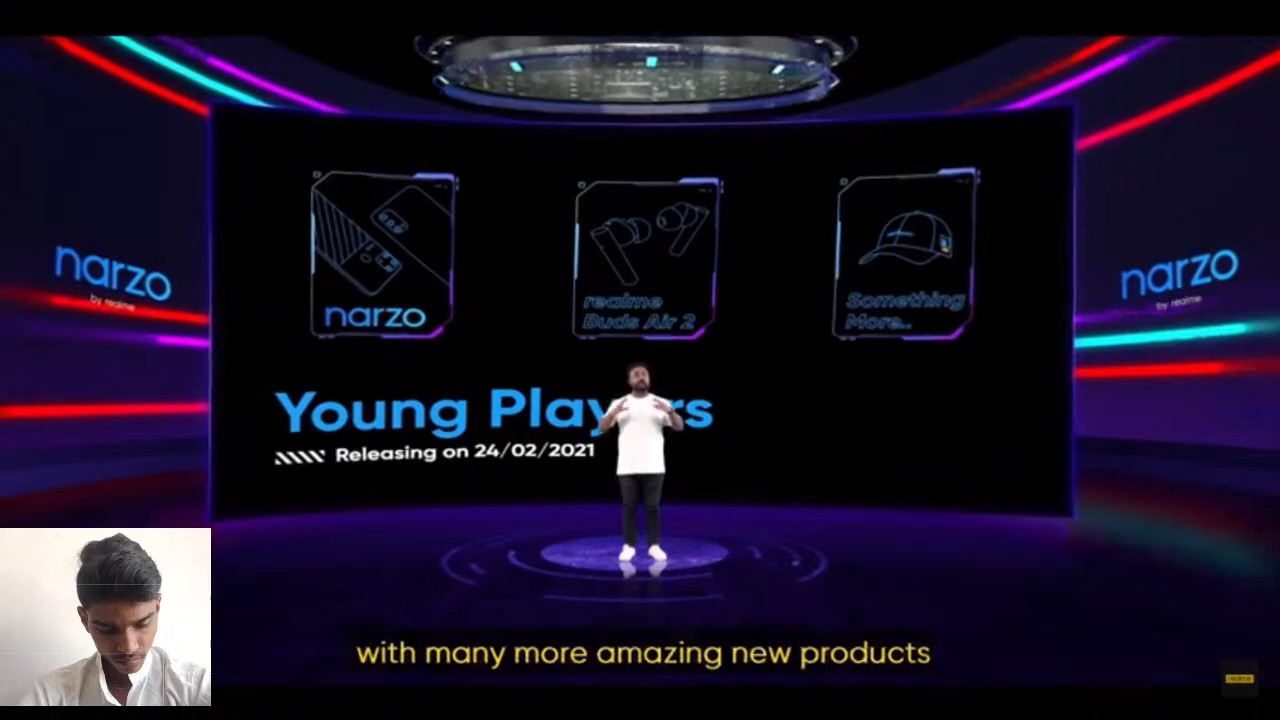 narzo
by realme
narzo
realme
Buds Air 2
Something
More..
narzo
by realme
Young Players
Releasing on 24/02/2021
with many more amazing new products
realme